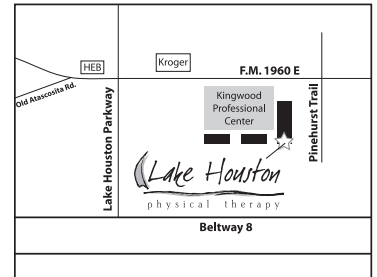 HEB
Kroger
F.M. 1960 E
Old Atascosita Rd.
Kingwood
Professional
Center
Lake Houston Parkway
Pinehurst Trail
Lake Houston
physical therapy
Beltway 8